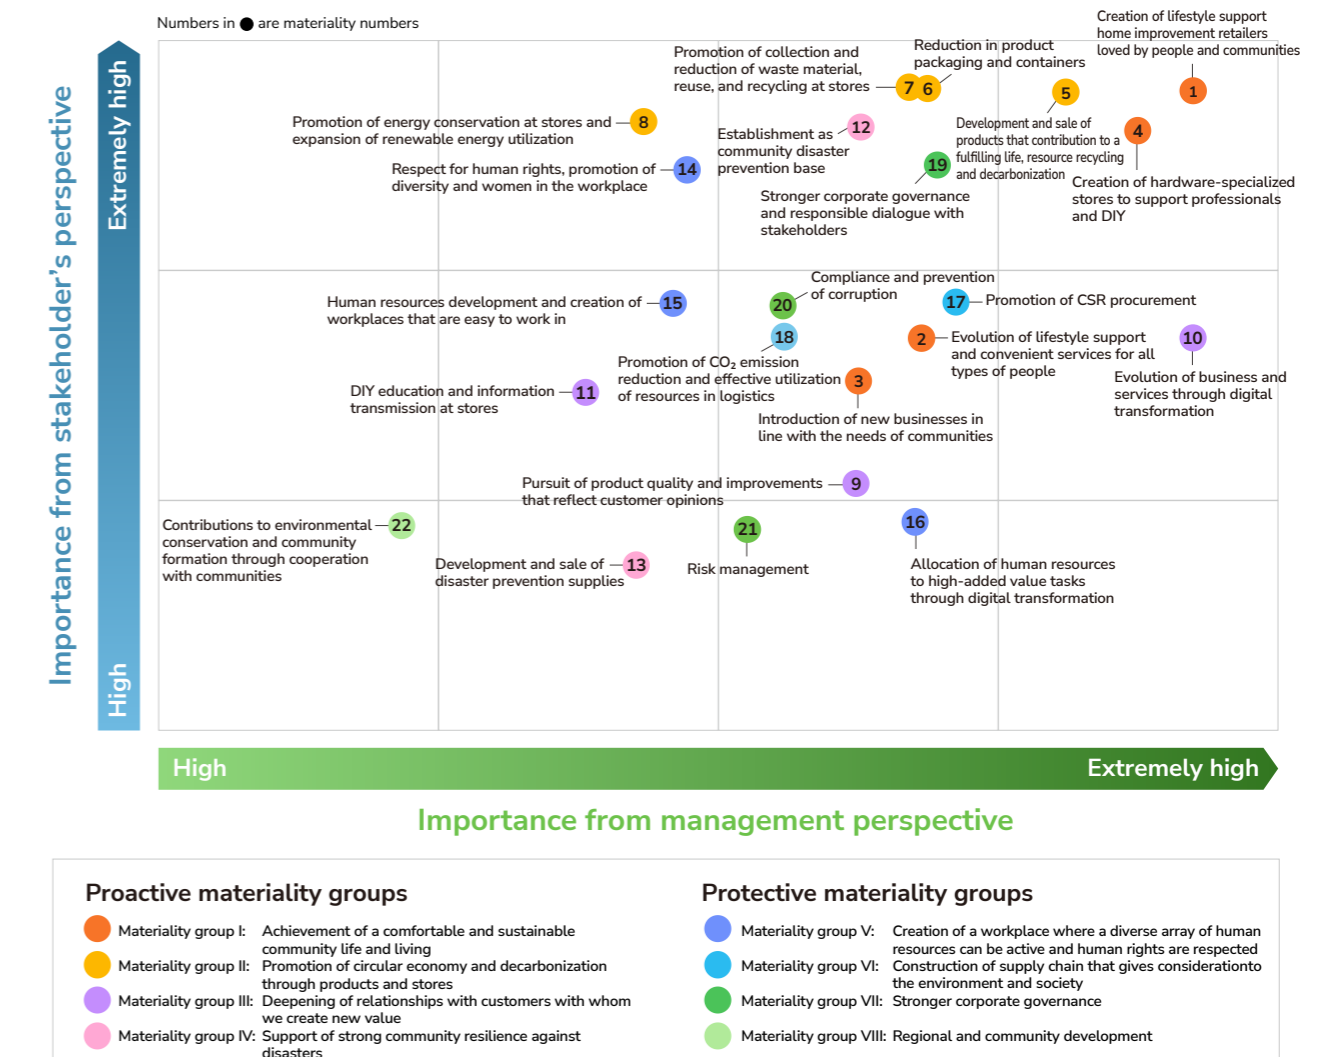 Numbers in ● are materiality numbers
Creation of lifestyle support
home improvement retailers
loved by people and communities
1
Promotion of collection and
reduction of waste material,
reuse, and recycling at stores
7
Reduction in product
packaging and containers
6
5
Development and sale of
products that contribution to a
fulfilling life, resource recycling
and decarbonization
4
Creation of hardware-specialized
stores to support professionals
and DIY
Promotion of energy conservation at stores and
expansion of renewable energy utilization
8
Establishment as
community disaster
prevention base
12
Respect for human rights, promotion of
diversity and women in the workplace
14
19
Stronger corporate governance
and responsible dialogue with
stakeholders
Human resources development and creation of
workplaces that are easy to work in
15
Compliance and prevention
of corruption
20
17
Promotion of CSR procurement
18
Promotion of CO₂ emission
reduction and effective utilization
of resources in logistics
2
Evolution of lifestyle support
and convenient services for all
types of people
10
Evolution of business and
services through digital
transformation
DIY education and information
transmission at stores
11
3
Introduction of new businesses in
line with the needs of communities
Pursuit of product quality and improvements
that reflect customer opinions
9
Contributions to environmental
conservation and community
formation through cooperation
with communities
22
Development and sale of
disaster prevention supplies
13
21
Risk management
16
Allocation of human resources
to high-added value tasks
through digital transformation
Importance from stakeholder's perspective
Extremely high
High
High
Extremely high
Importance from management perspective
Proactive materiality groups
Materiality group I: Achievement of a comfortable and sustainable
community life and living
Materiality group II: Promotion of circular economy and decarbonization
through products and stores
Materiality group III: Deepening of relationships with customers with whom
we create new value
Materiality group IV: Support of strong community resilience against
disasters
Protective materiality groups
Materiality group V: Creation of a workplace where a diverse array of human
resources can be active and human rights are respected
Materiality group VI: Construction of supply chain that gives considerationto
the environment and society
Materiality group VII: Stronger corporate governance
Materiality group VIII: Regional and community development